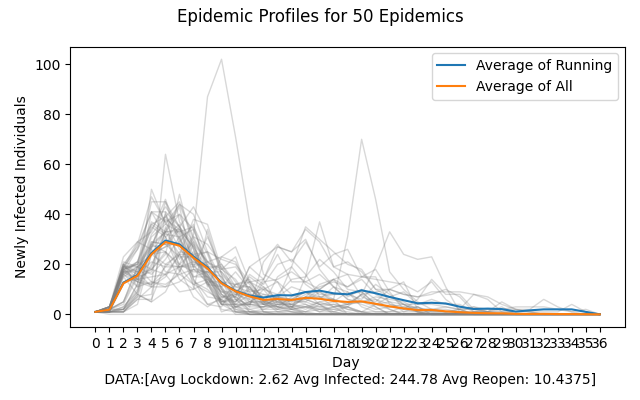 Epidemic Profiles for 50 Epidemics
Average of Running
Average of All
100
80
60
40
20
0
Newly Infected Individuals
0 1 2 3 4 5 6 7 8 9 10 11 12 13 14 15 16 17 18 19 20 21 22 23 24 25 26 27 28 29 30 31 32 33 34 35 36
Day
DATA:[Avg Lockdown: 2.62 Avg Infected: 244.78 Avg Reopen: 10.4375]